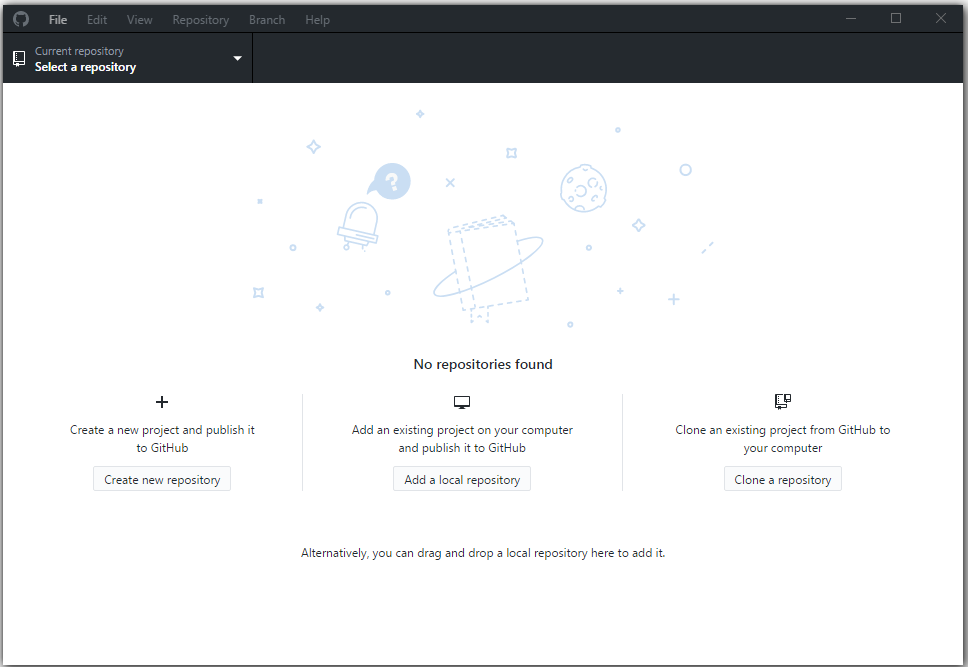 File Edit View Repository Branch Help
Current repository
Select a repository
?
No repositories found
Create a new project and publish it
to GitHub
Create new repository
Add an existing project on your computer
and publish it to GitHub
Add a local repository
Clone an existing project from GitHub to
your computer
Clone a repository
Alternatively, you can drag and drop a local repository here to add it.